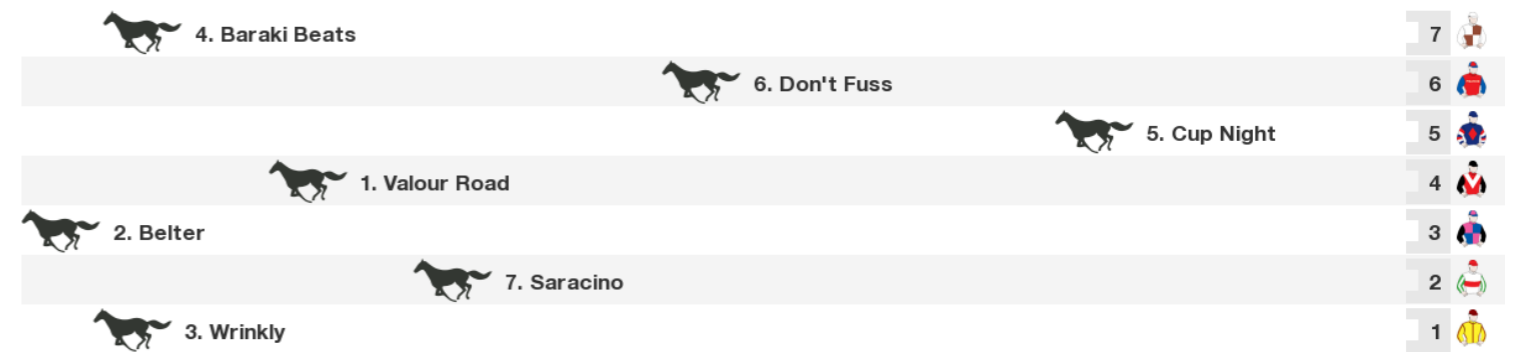 4. Baraki Beats 7
6. Don't Fuss 6
5. Cup Night 5
1. Valour Road 4
2. Belter 3
7. Saracino 2
3. Wrinkly 1